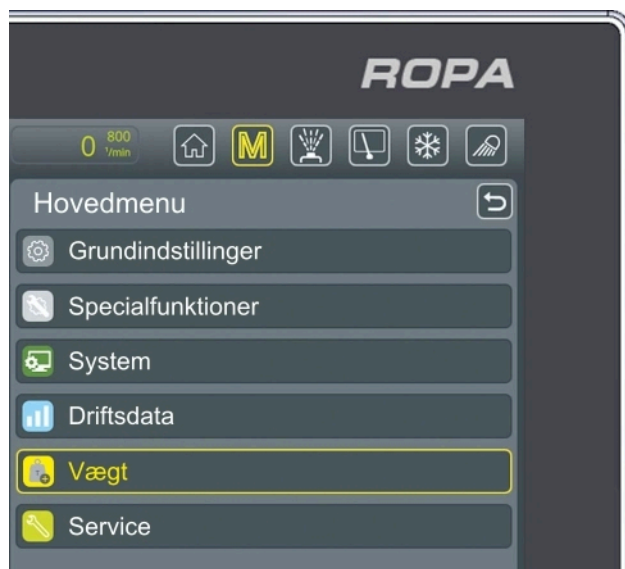 ROPA
0 800
1/min
M
Hovedmenu
Grundindstillinger
Specialfunktioner
System
Driftsdata
Vægt
Service